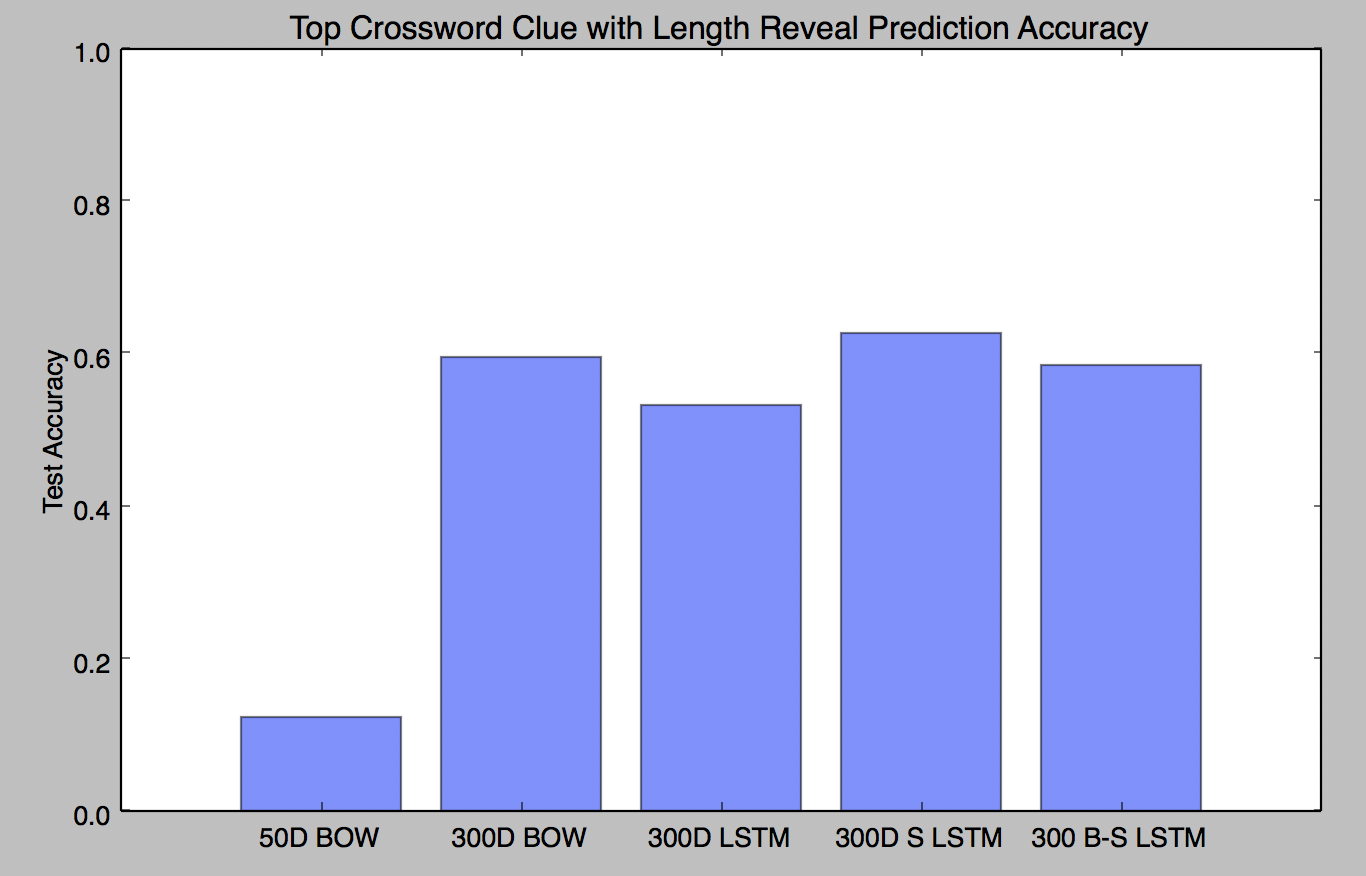 Top Crossword Clue with Length Reveal Prediction Accuracy
1.0
0.8
0.6
0.4
0.2
0.0
Test Accuracy
50D BOW
300D BOW
300D LSTM
300D S LSTM
300 B-S LSTM